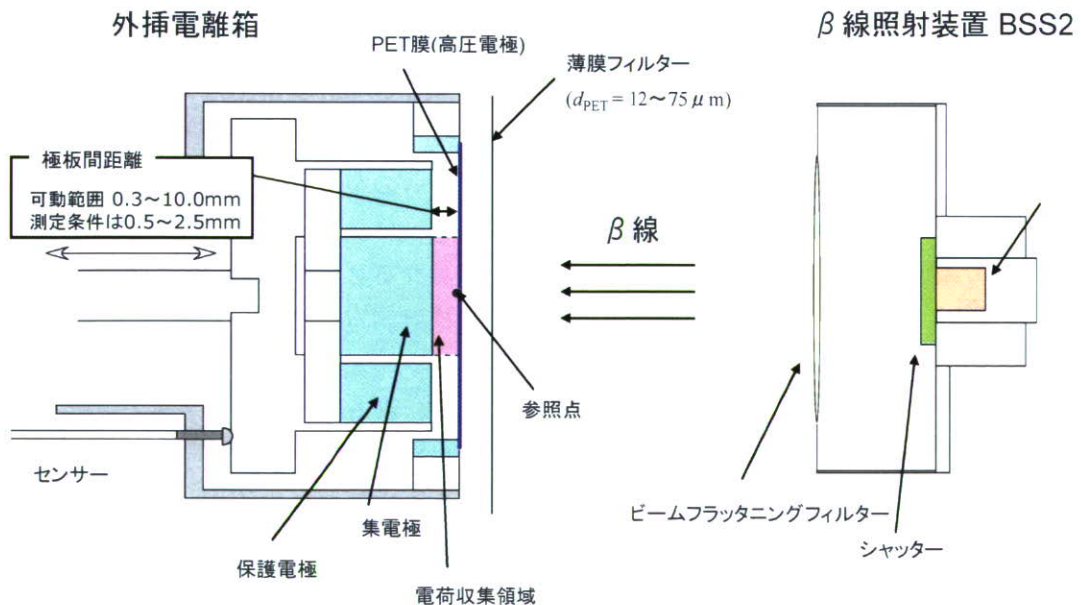 外挿電離箱
β線照射装置 BSS2
PET膜(高圧電極)
薄膜フィルター
(dPET = 12～75μm)
極板間距離
可動範囲 0.3～10.0mm
測定条件は0.5～2.5mm
β線
参照点
センサー
集電極
保護電極
電荷収集領域
ビームフラッタニングフィルター
シャッター